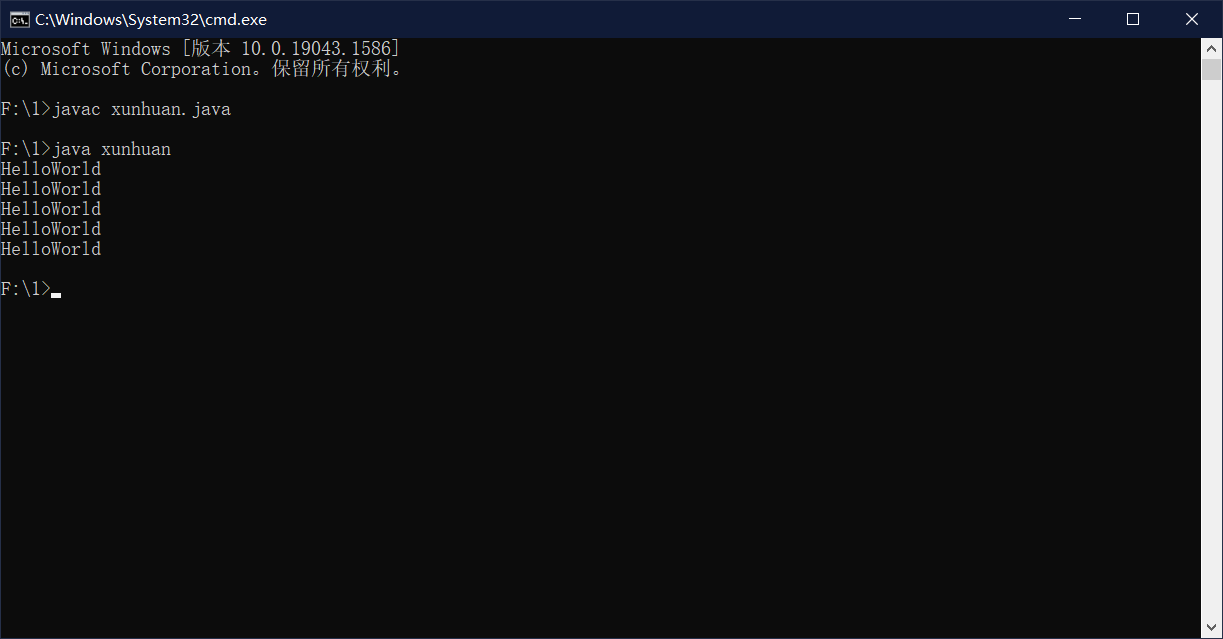 C:\Windows\System32\cmd.exe
Microsoft Windows [版本 10.0.19043.1586]
(c) Microsoft Corporation。保留所有权利。
F:\1>javac xunhuan.java
F:\1>java xunhuan
HelloWorld
HelloWorld
HelloWorld
HelloWorld
HelloWorld
F:\1>